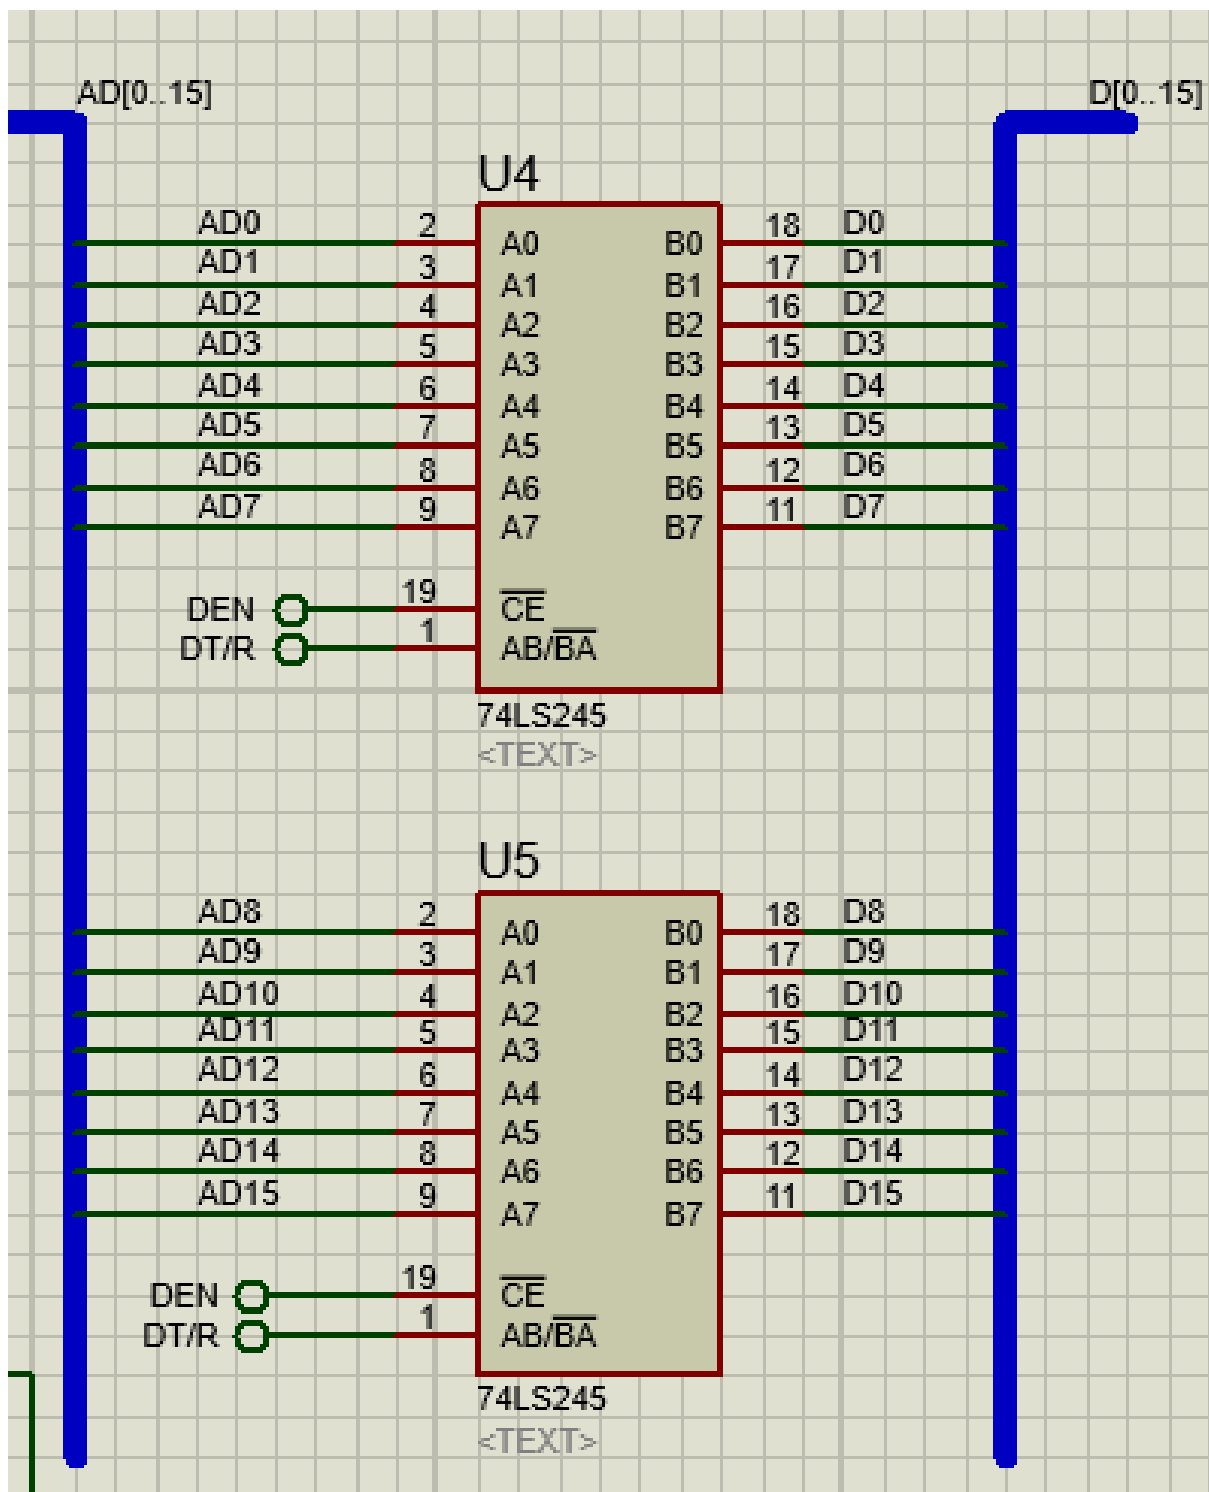 AD[0..15]
D[0..15]
U4
AD0 2 A0 B0 18 D0
AD1 3 A1 B1 17 D1
AD2 4 A2 B2 16 D2
AD3 5 A3 B3 15 D3
AD4 6 A4 B4 14 D4
AD5 7 A5 B5 13 D5
AD6 8 A6 B6 12 D6
AD7 9 A7 B7 11 D7
DEN 19 CE
DT/R 1 AB/BA
74LS245
<TEXT>
U5
AD8 2 A0 B0 18 D8
AD9 3 A1 B1 17 D9
AD10 4 A2 B2 16 D10
AD11 5 A3 B3 15 D11
AD12 6 A4 B4 14 D12
AD13 7 A5 B5 13 D13
AD14 8 A6 B6 12 D14
AD15 9 A7 B7 11 D15
DEN 19 CE
DT/R 1 AB/BA
74LS245
<TEXT>